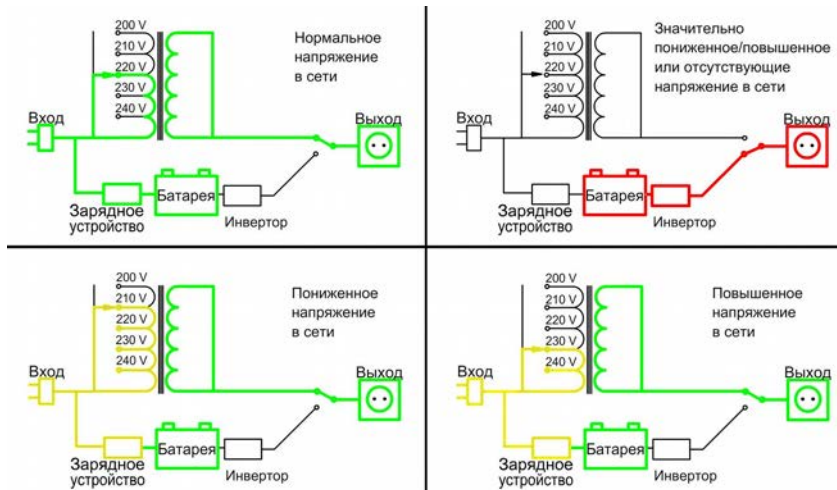 200 V
210 V
220 V
230 V
240 V
Нормальное
напряжение
в сети
Вход
Выход
Батарея
Зарядное
устройство
Инвертор
200 V
210 V
220 V
230 V
240 V
Значительно
пониженное/повышенное
или отсутствующие
напряжение в сети
Вход
Выход
Батарея
Зарядное
устройство
Инвертор
200 V
210 V
220 V
230 V
240 V
Пониженное
напряжение
в сети
Вход
Выход
Батарея
Зарядное
устройство
Инвертор
200 V
210 V
220 V
230 V
240 V
Повышенное
напряжение
в сети
Вход
Выход
Батарея
Зарядное
устройство
Инвертор